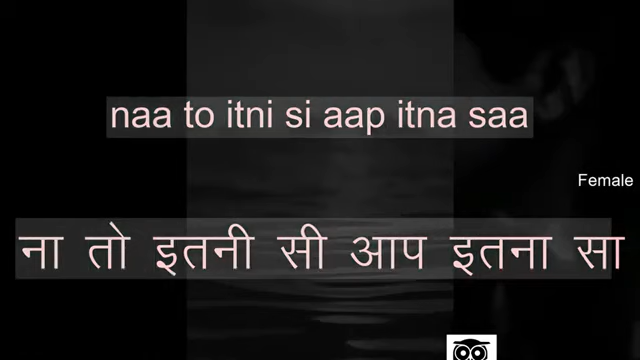 naa to itni si aap itna saa
Female
ना तो इतनी सी आप इतना सा